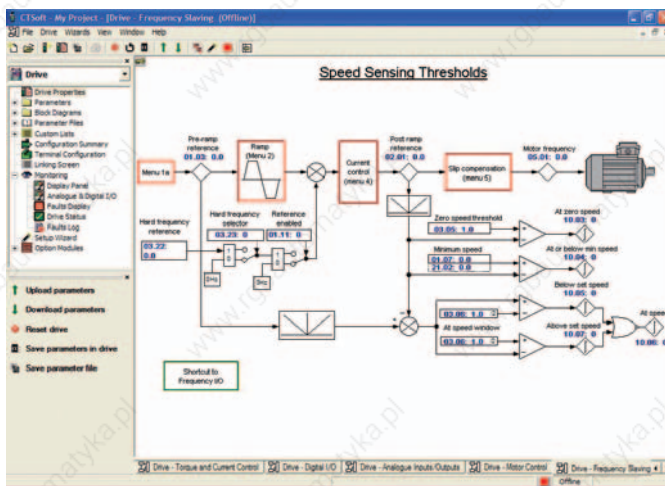 CTSoft - My Project - [Drive - Frequency Slaving (Offline)]
File Drive Wizards View Window Help
Drive
Drive Properties
Parameters
Block Diagrams
Parameter Files
Custom Lists
Configuration Summary
Terminal Configuration
Linking Screen
Monitoring
Display Panel
Analogue & Digital I/O
Faults Display
Drive Status
Faults Log
Setup Wizard
Option Modules
Upload parameters
Download parameters
Reset drive
Save parameters in drive
Save parameter file
Speed Sensing Thresholds
Pre-ramp
reference
01.03: 0.0
Ramp
(Menu 2)
Post ramp
reference
02.01: 0.0
Motor frequency
05.01: 0.0
Menu 1a
Current
control
(menu 4)
Slip compensation
(menu 5)
Hard frequency
reference
03.22:
0.0
Hard frequency
selector
03.23: 0
Reference
enabled
01.11: 0
1
0
0Hz
1
0
0Hz
Zero speed threshold
03.05: 1.0
At zero speed
10.03: 0
Minimum speed
01.07: 0.0
21.02: 0.0
At or below min speed
10.04: 0
Below set speed
10.05: 0
03.06: 1.0
At speed window
03.06: 1.0
Above set speed
10.07: 0
At speed
10.06: 0
Shortcut to
Frequency I/O
Drive - Torque and Current Control
Drive - Digital I/O
Drive - Analogue Inputs/Outputs
Drive - Motor Control
Drive - Frequency Slaving
Offline